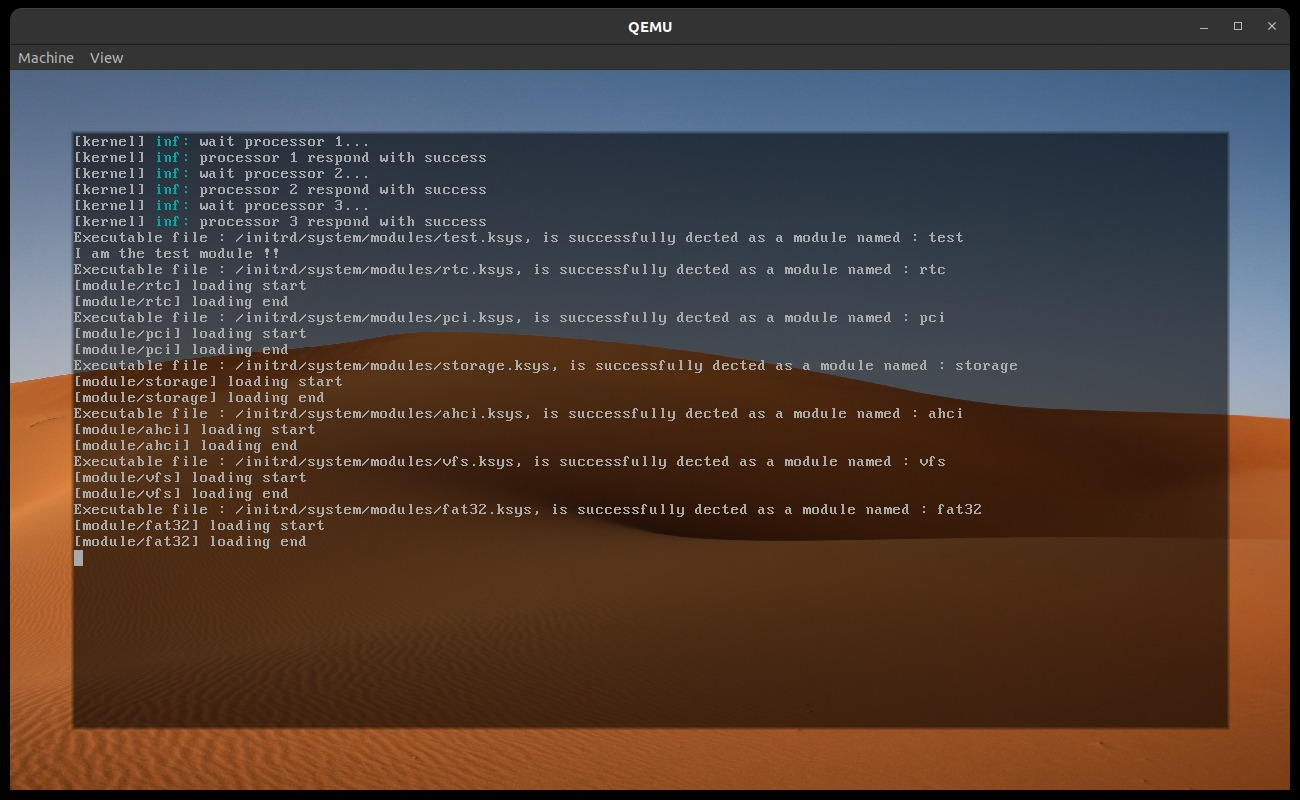 QEMU
Machine View
[kernel] inf: wait processor 1...
[kernel] inf: processor 1 respond with success
[kernel] inf: wait processor 2...
[kernel] inf: processor 2 respond with success
[kernel] inf: wait processor 3...
[kernel] inf: processor 3 respond with success
Executable file : /initrd/system/modules/test.ksys, is successfully dected as a module named : test
I am the test module !!
Executable file : /initrd/system/modules/rtc.ksys, is successfully dected as a module named : rtc
[module/rtc] loading start
[module/rtc] loading end
Executable file : /initrd/system/modules/pci.ksys, is successfully dected as a module named : pci
[module/pci] loading start
[module/pci] loading end
Executable file : /initrd/system/modules/storage.ksys, is successfully dected as a module named : storage
[module/storage] loading start
[module/storage] loading end
Executable file : /initrd/system/modules/ahci.ksys, is successfully dected as a module named : ahci
[module/ahci] loading start
[module/ahci] loading end
Executable file : /initrd/system/modules/vfs.ksys, is successfully dected as a module named : vfs
[module/vfs] loading start
[module/vfs] loading end
Executable file : /initrd/system/modules/fat32.ksys, is successfully dected as a module named : fat32
[module/fat32] loading start
[module/fat32] loading end